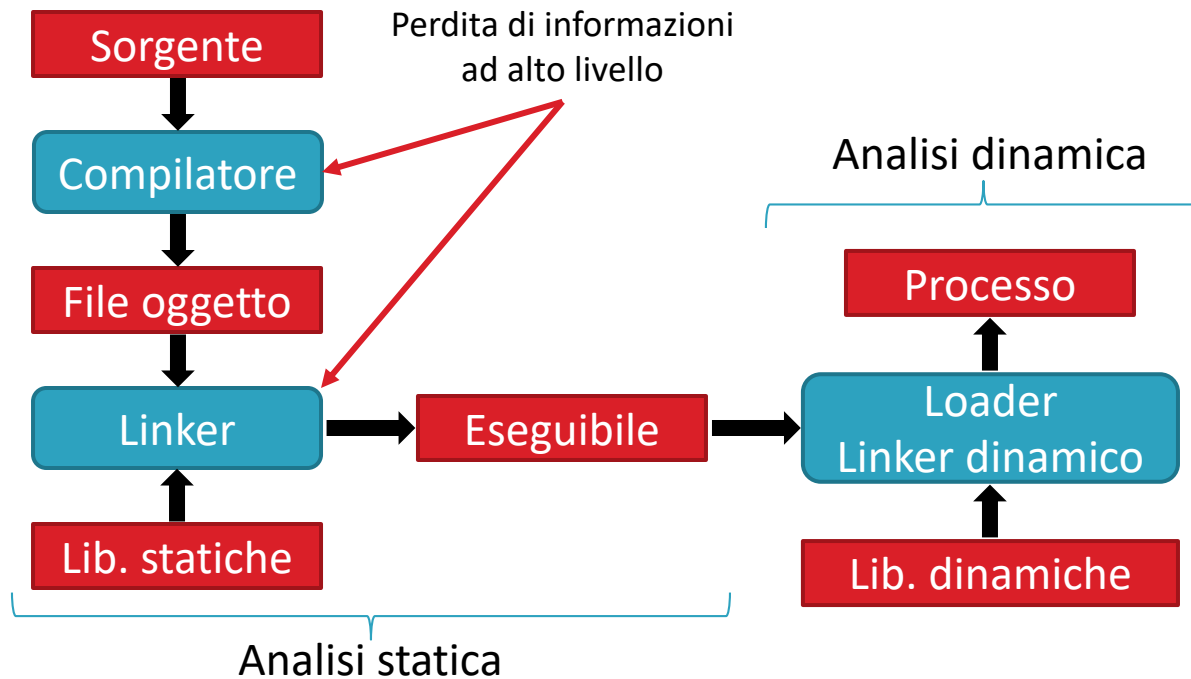 Sorgente
Perdita di informazioni
ad alto livello
Compilatore
Analisi dinamica
File oggetto
Processo
Linker
Eseguibile
Loader
Linker dinamico
Lib. statiche
Lib. dinamiche
Analisi statica